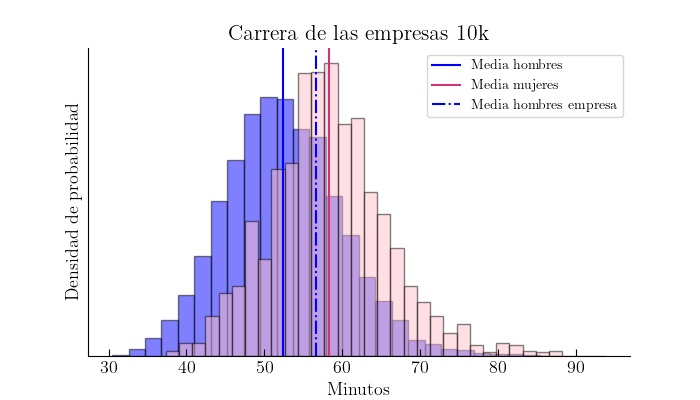 Carrera de las empresas 10k
Media hombres
Media mujeres
Media hombres empresa
Densidad de probabilidad
30 40 50 60 70 80 90
Minutos